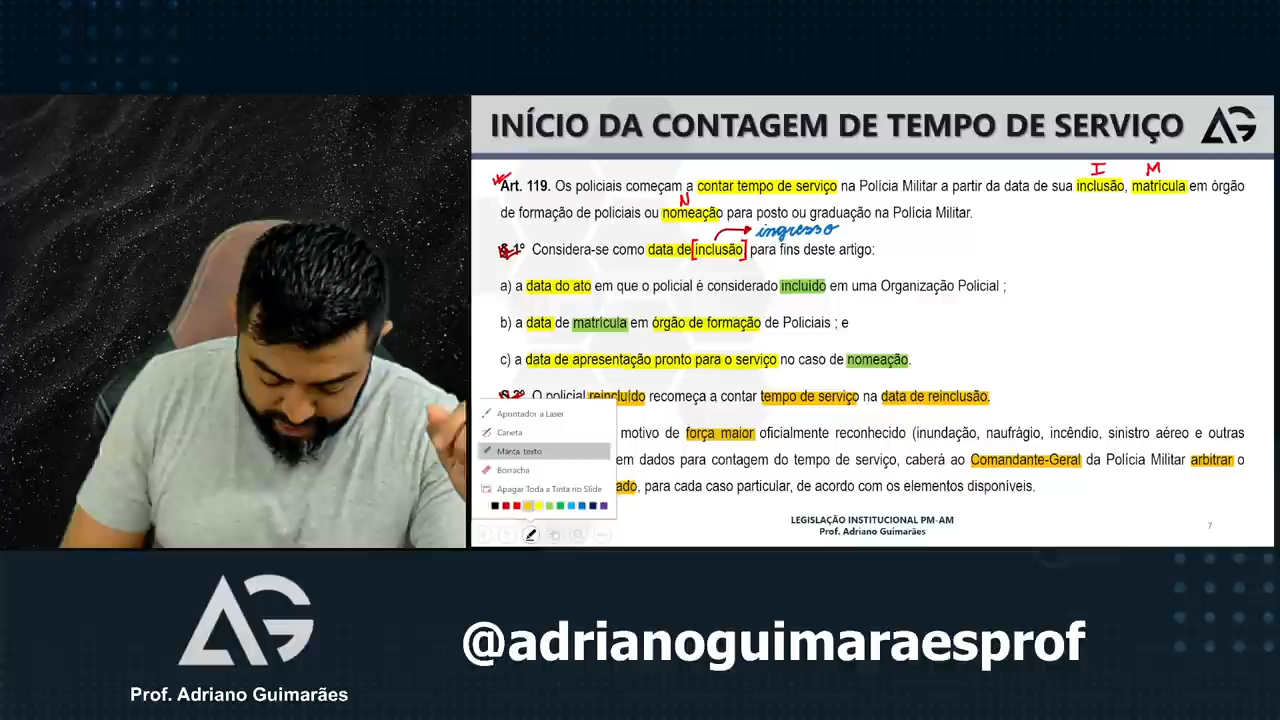 INÍCIO DA CONTAGEM DE TEMPO DE SERVIÇO
AG
I M
Art. 119. Os policiais começam a contar tempo de serviço na Polícia Militar a partir da data de sua inclusão, matrícula em órgão
N
de formação de policiais ou nomeação para posto ou graduação na Polícia Militar.
ingresso
§ 1º Considera-se como data de [inclusão] para fins deste artigo:
a) a data do ato em que o policial é considerado incluído em uma Organização Policial ;
b) a data de matrícula em órgão de formação de Policiais ; e
c) a data de apresentação pronto para o serviço no caso de nomeação.
§ 2º O policial reincluído recomeça a contar tempo de serviço na data de reinclusão.
motivo de força maior oficialmente reconhecido (inundação, naufrágio, incêndio, sinistro aéreo e outras
em dados para contagem do tempo de serviço, caberá ao Comandante-Geral da Polícia Militar arbitrar o
ado, para cada caso particular, de acordo com os elementos disponíveis.
Apontador a Laser
Caneta
Marca-texto
Borracha
Apagar Toda a Tinta no Slide
LEGISLAÇÃO INSTITUCIONAL PM-AM
Prof. Adriano Guimarães
7
AG
Prof. Adriano Guimarães
@adrianoguimaraesprof